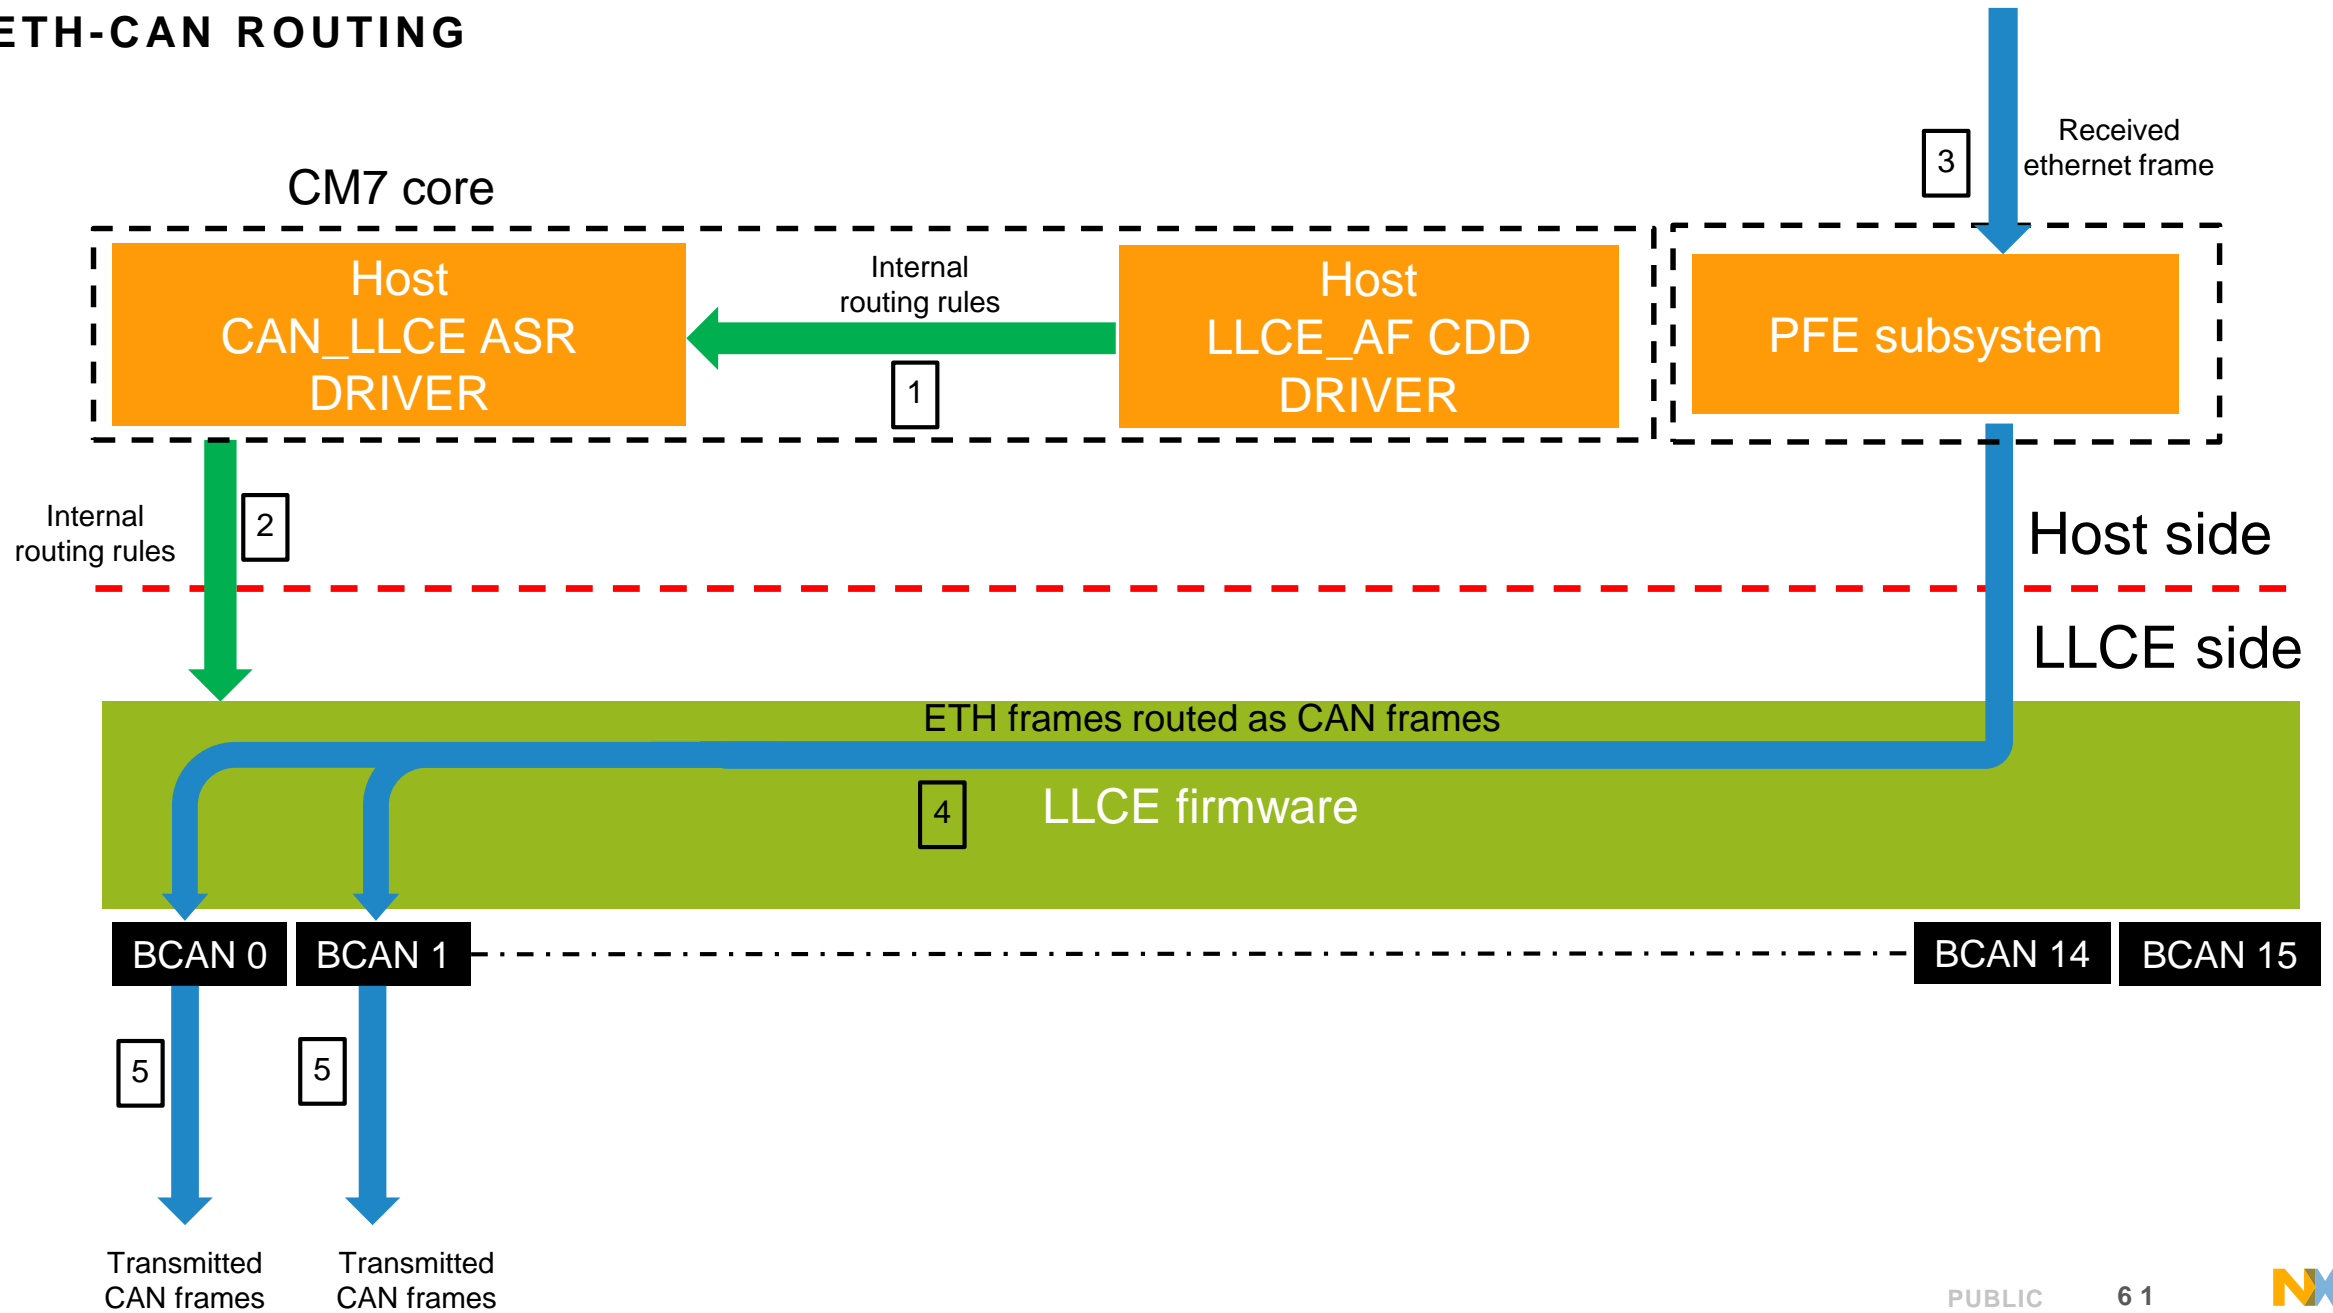 ETH-CAN ROUTING
3
Received
ethernet frame
CM7 core
Host
CAN_LLCE ASR
DRIVER
Internal
routing rules
1
Host
LLCE_AF CDD
DRIVER
PFE subsystem
Internal
routing rules
2
Host side
LLCE side
ETH frames routed as CAN frames
4
LLCE firmware
BCAN 0
BCAN 1
BCAN 14
BCAN 15
5
5
Transmitted
CAN frames
Transmitted
CAN frames
PUBLIC
61
NX